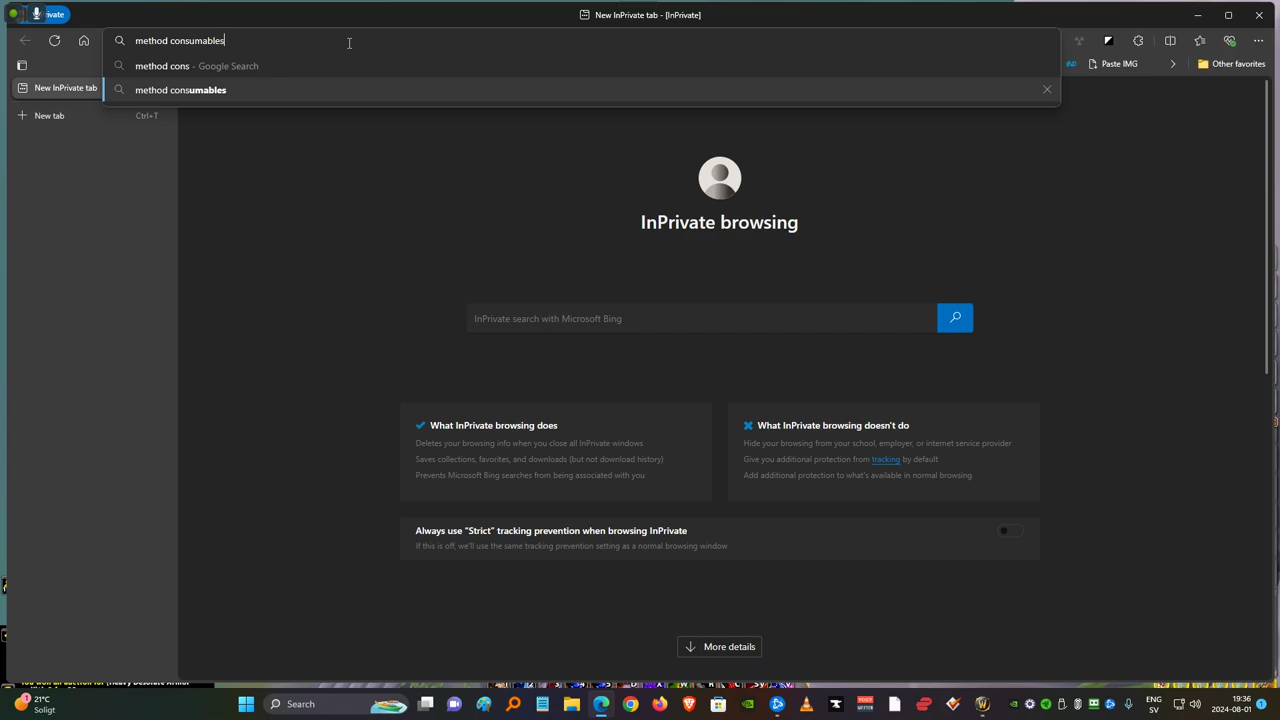 ivate
New InPrivate tab - [InPrivate]
method consumables
method cons - Google Search
method consumables
Paste IMG
Other favorites
New InPrivate tab
New tab
Ctrl+T
InPrivate browsing
InPrivate search with Microsoft Bing
What InPrivate browsing does
Deletes your browsing info when you close all InPrivate windows
Saves collections, favorites, and downloads (but not download history)
Prevents Microsoft Bing searches from being associated with you
What InPrivate browsing doesn't do
Hide your browsing from your school, employer, or internet service provider
Give you additional protection from tracking by default
Add additional protection to what's available in normal browsing
Always use "Strict" tracking prevention when browsing InPrivate
If this is off, we'll use the same tracking prevention setting as a normal browsing window
More details
1
21°C
Soligt
Search
ENG
SV
19:36
2024-08-01